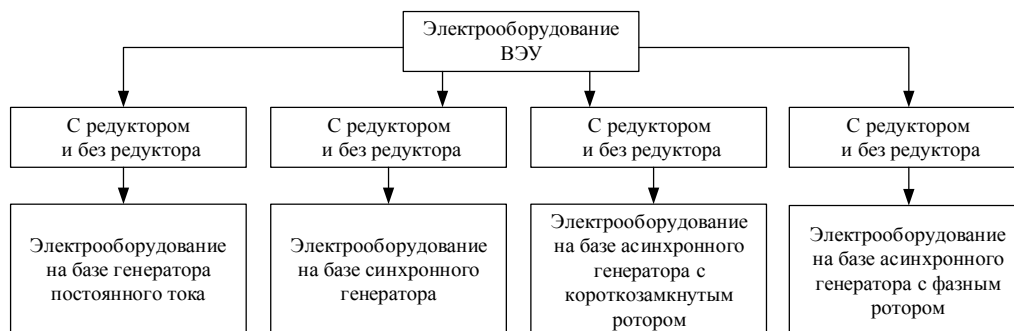 Электрооборудование
ВЭУ
С редуктором
и без редуктора
С редуктором
и без редуктора
С редуктором
и без редуктора
С редуктором
и без редуктора
Электрооборудование
на базе генератора
постоянного тока
Электрооборудование
на базе синхронного
генератора
Электрооборудование
на базе асинхронного
генератора с
короткозамкнутым
ротором
Электрооборудование
на базе асинхронного
генератора с фазным
ротором